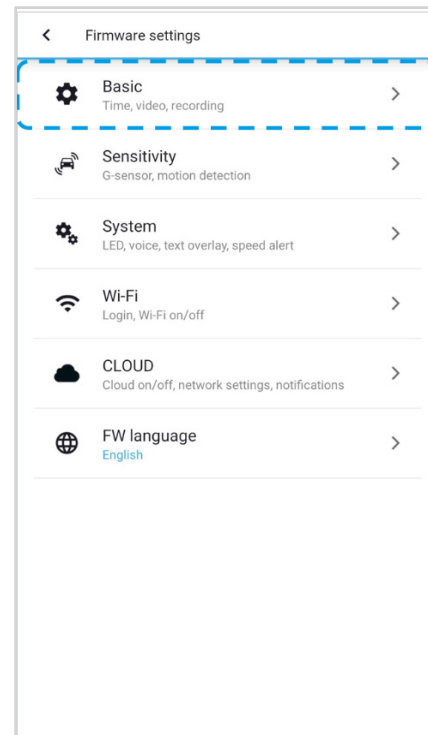 Firmware settings
Basic
Time, video, recording
Sensitivity
G-sensor, motion detection
System
LED, voice, text overlay, speed alert
Wi-Fi
Login, Wi-Fi on/off
CLOUD
Cloud on/off, network settings, notifications
FW language
English